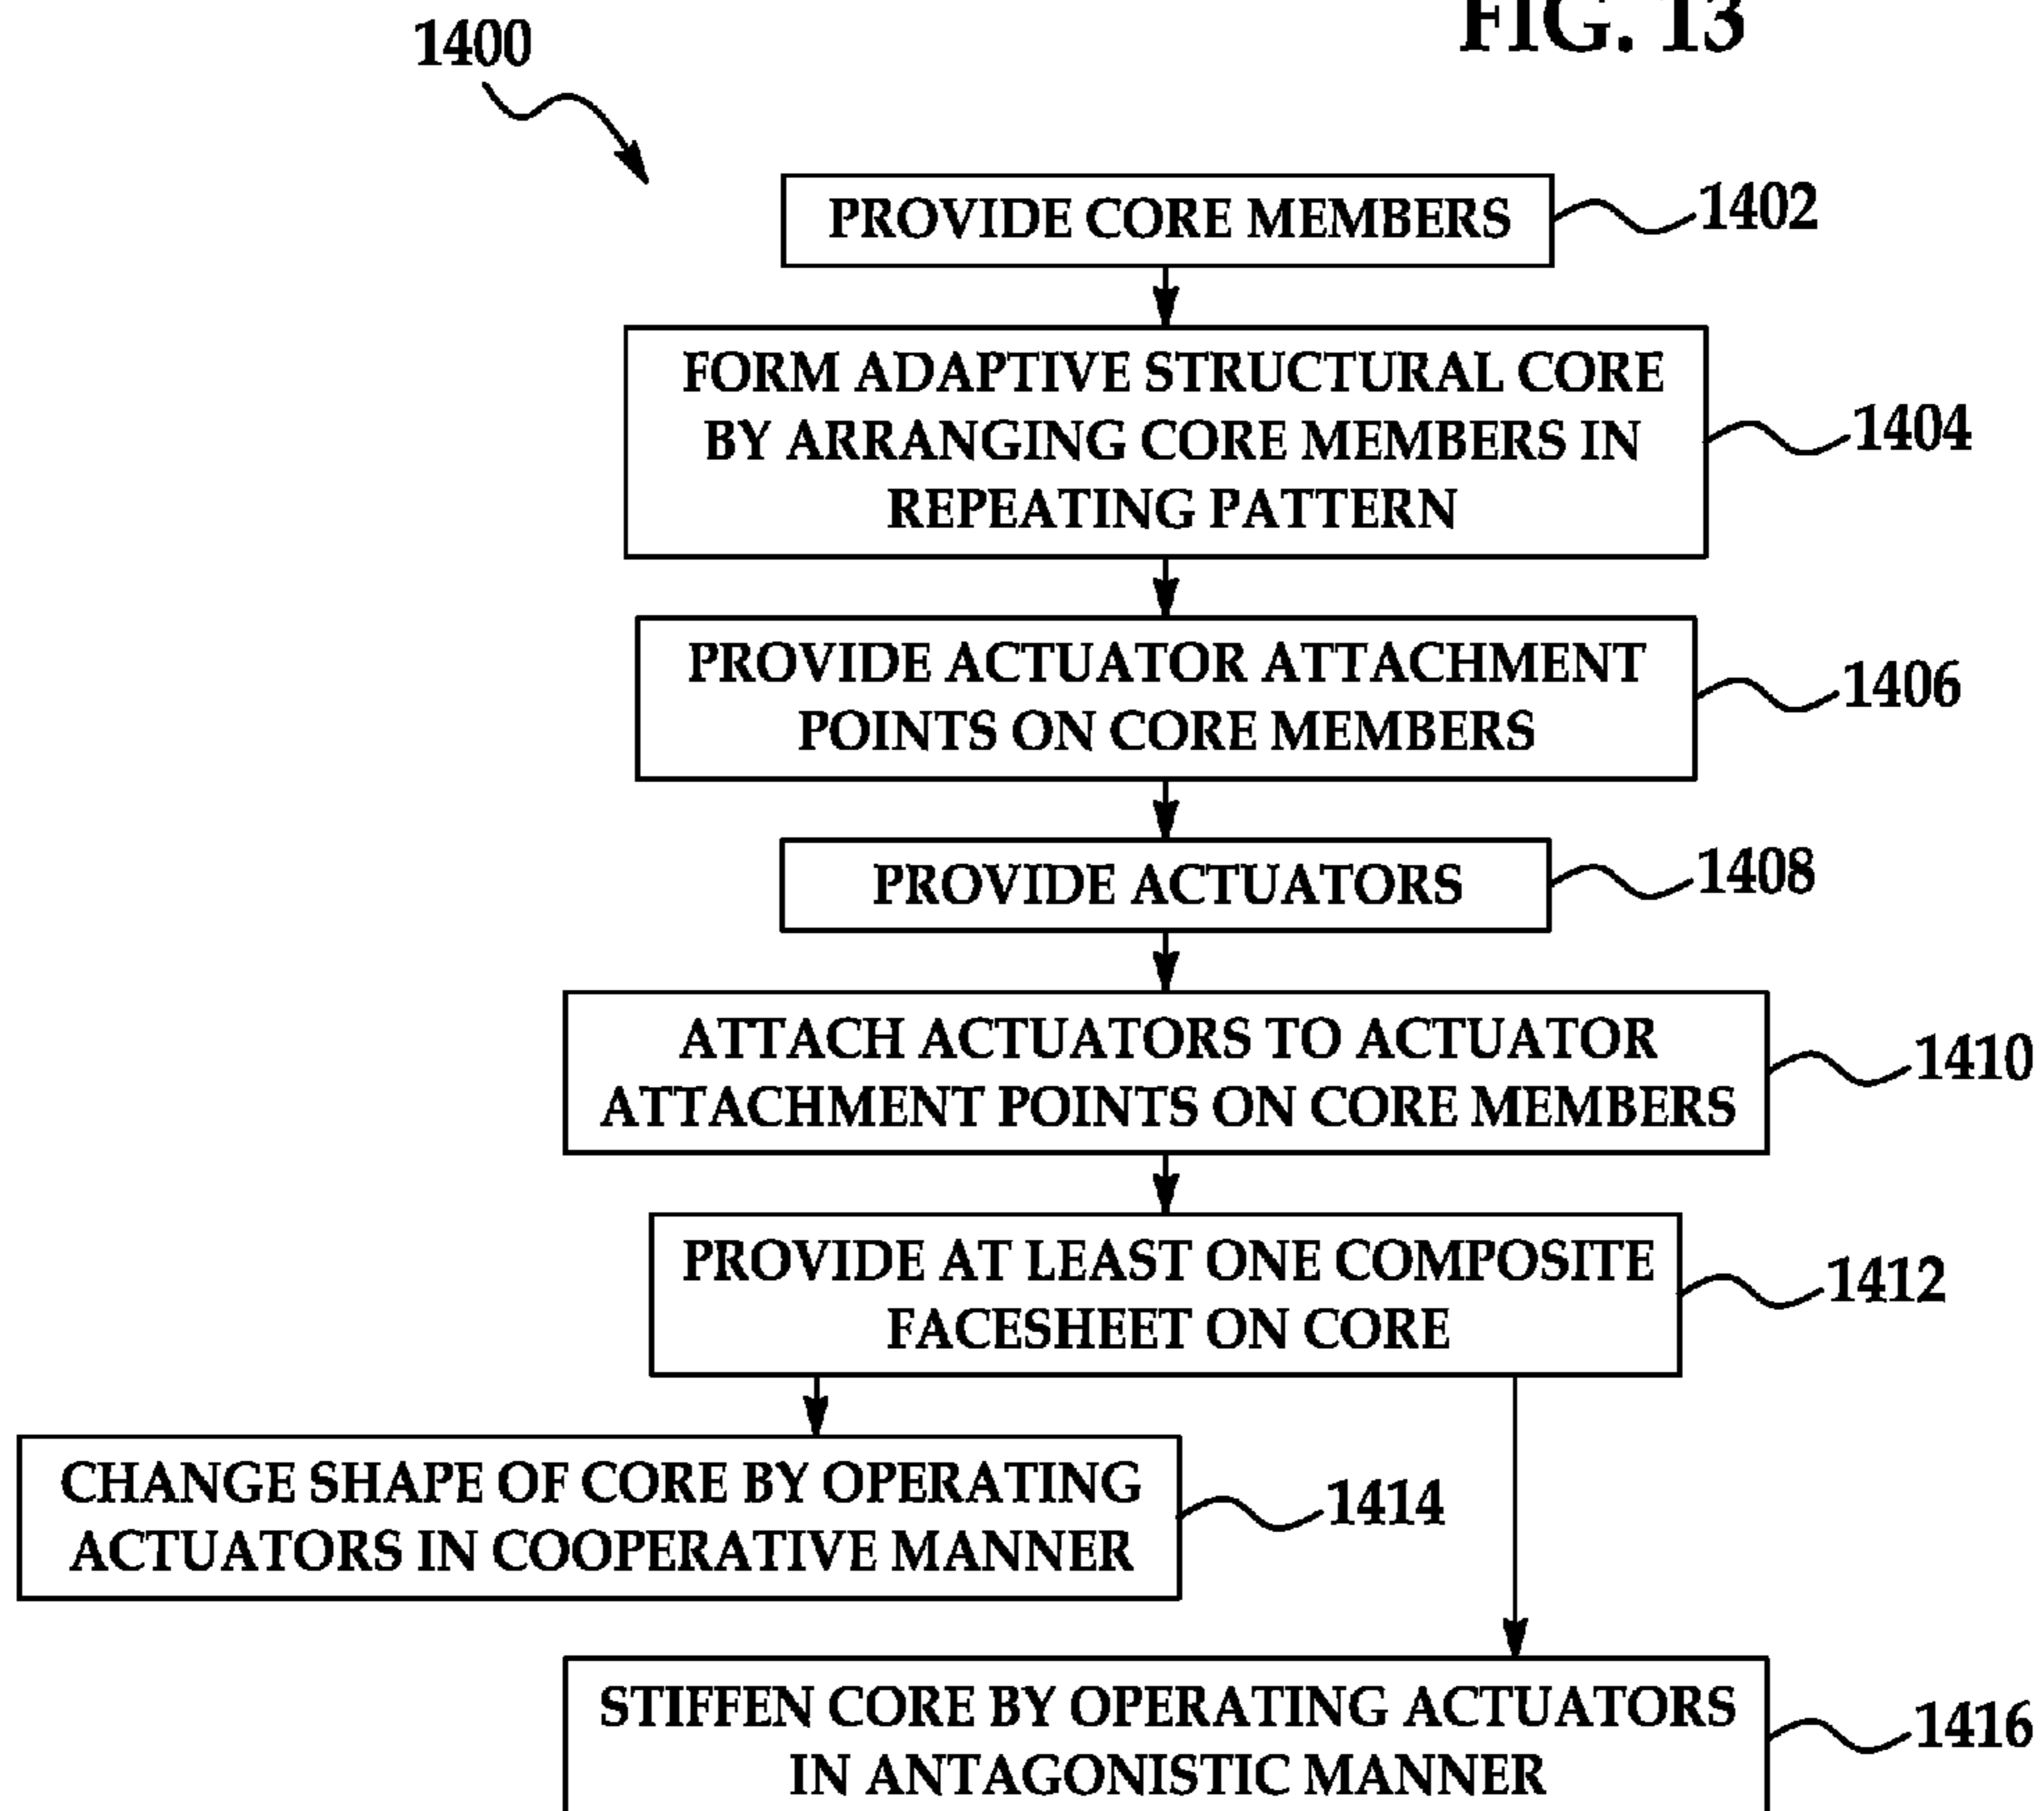 FIG. 13
1400
PROVIDE CORE MEMBERS
1402
FORM ADAPTIVE STRUCTURAL CORE
BY ARRANGING CORE MEMBERS IN
REPEATING PATTERN
1404
PROVIDE ACTUATOR ATTACHMENT
POINTS ON CORE MEMBERS
1406
PROVIDE ACTUATORS
1408
ATTACH ACTUATORS TO ACTUATOR
ATTACHMENT POINTS ON CORE MEMBERS
1410
PROVIDE AT LEAST ONE COMPOSITE
FACESHEET ON CORE
1412
CHANGE SHAPE OF CORE BY OPERATING
ACTUATORS IN COOPERATIVE MANNER
1414
STIFFEN CORE BY OPERATING ACTUATORS
IN ANTAGONISTIC MANNER
1416